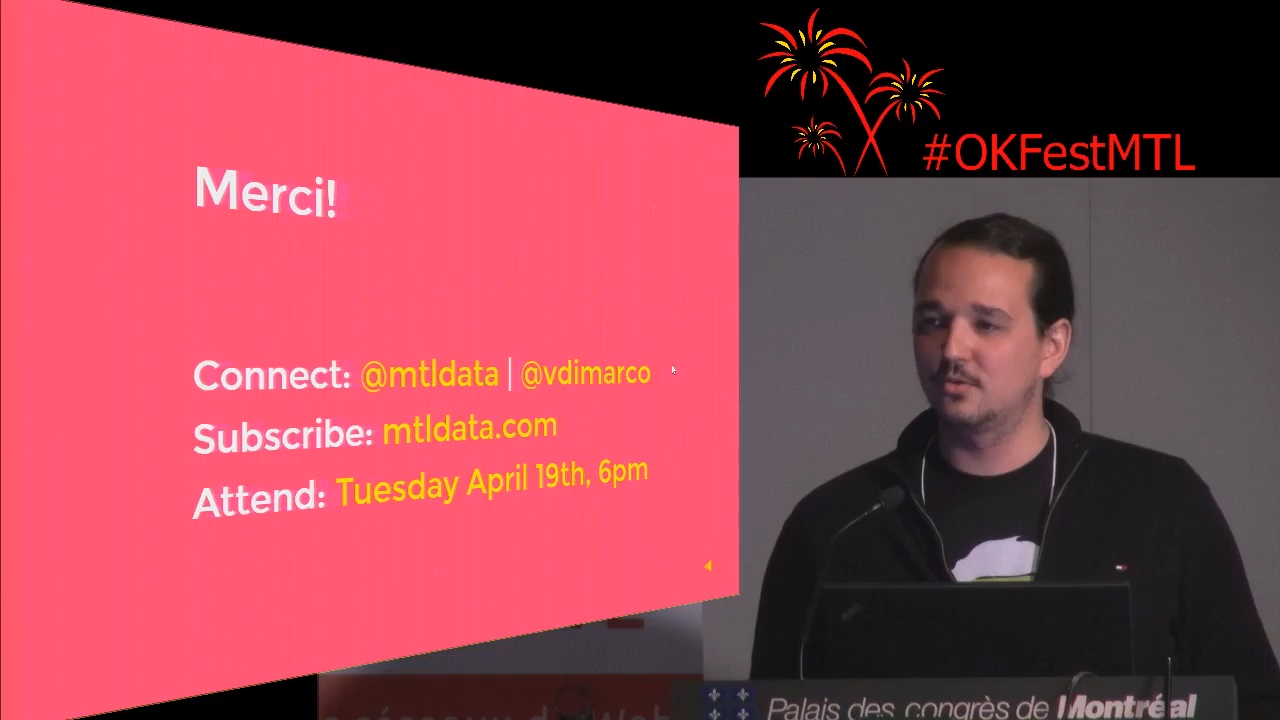 #OKFestMTL
Merci!
Connect: @mtldata | @vdimarco
Subscribe: mtldata.com
Attend: Tuesday April 19th, 6pm
Palais des congrès de Montréal